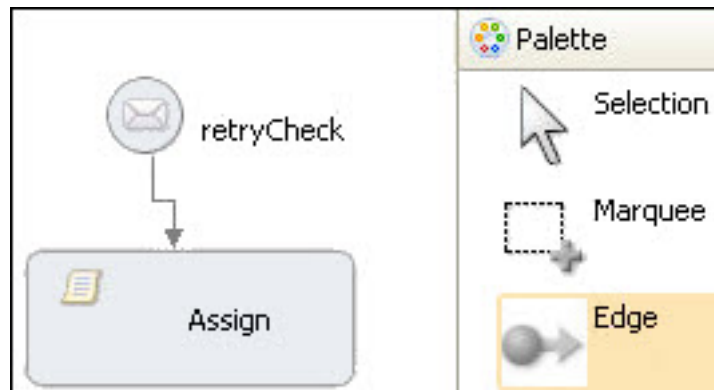 Palette
Selection
retryCheck
Marquee
Assign
Edge